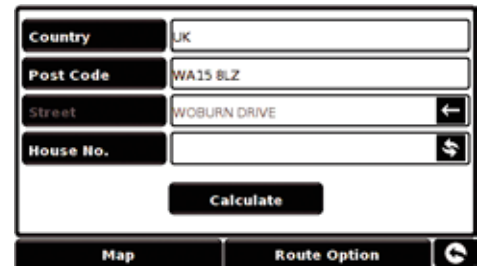 Country UK
Post Code WA15 8LZ
Street WOBURN DRIVE
House No.
Calculate
Map Route Option